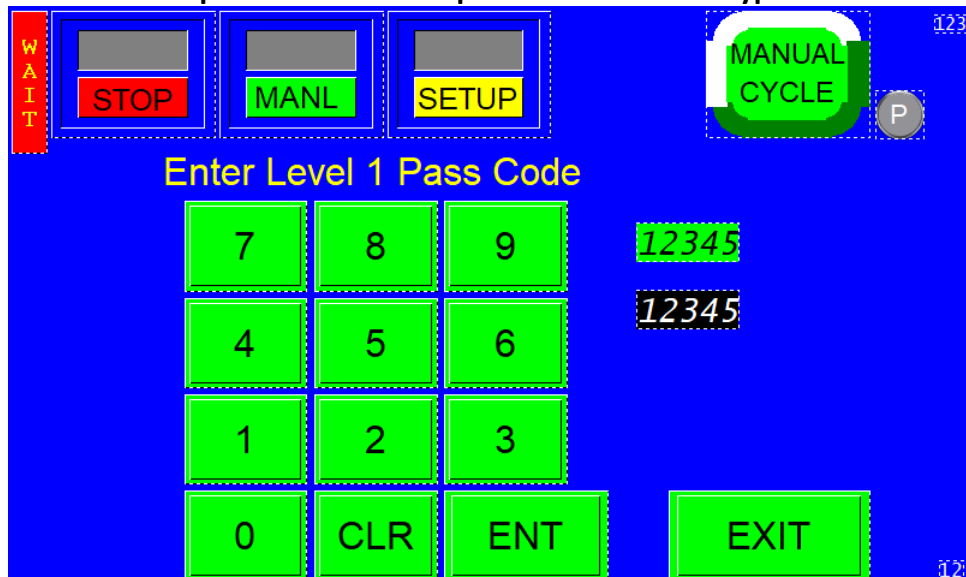 WAIT
STOP
MANL
SETUP
MANUAL
CYCLE
P
123
Enter Level 1 Pass Code
7 8 9
12345
4 5 6
12345
1 2 3
0 CLR ENT EXIT
12